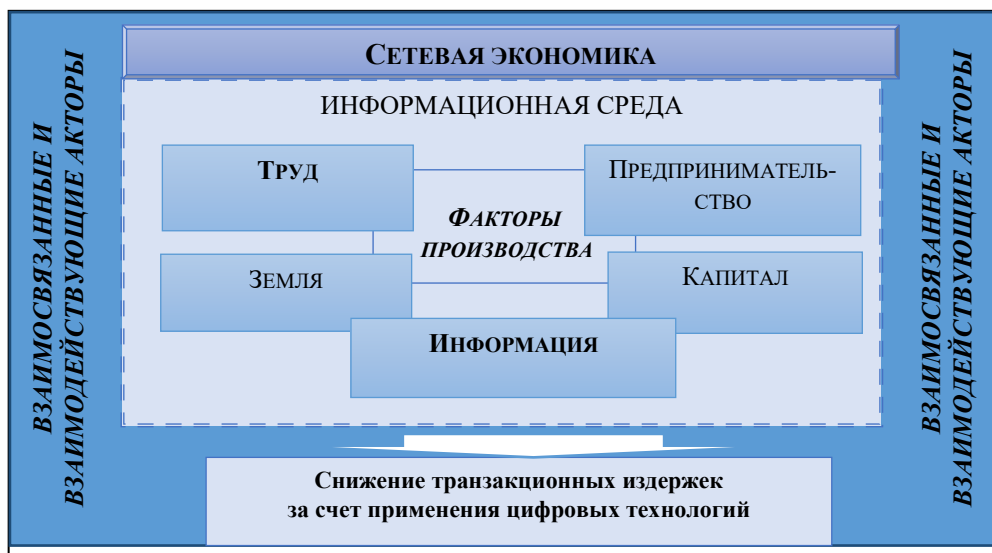 СЕТЕВАЯ ЭКОНОМИКА
ИНФОРМАЦИОННАЯ СРЕДА
ВЗАИМОСВЯЗАННЫЕ И
ВЗАИМОДЕЙСТВУЮЩИЕ АКТОРЫ
ТРУД
ПРЕДПРИНИМАТЕЛЬ-
СТВО
ФАКТОРЫ
ПРОИЗВОДСТВА
ЗЕМЛЯ
КАПИТАЛ
ИНФОРМАЦИЯ
ВЗАИМОСВЯЗАННЫЕ И
ВЗАИМОДЕЙСТВУЮЩИЕ АКТОРЫ
Снижение транзакционных издержек
за счет применения цифровых технологий